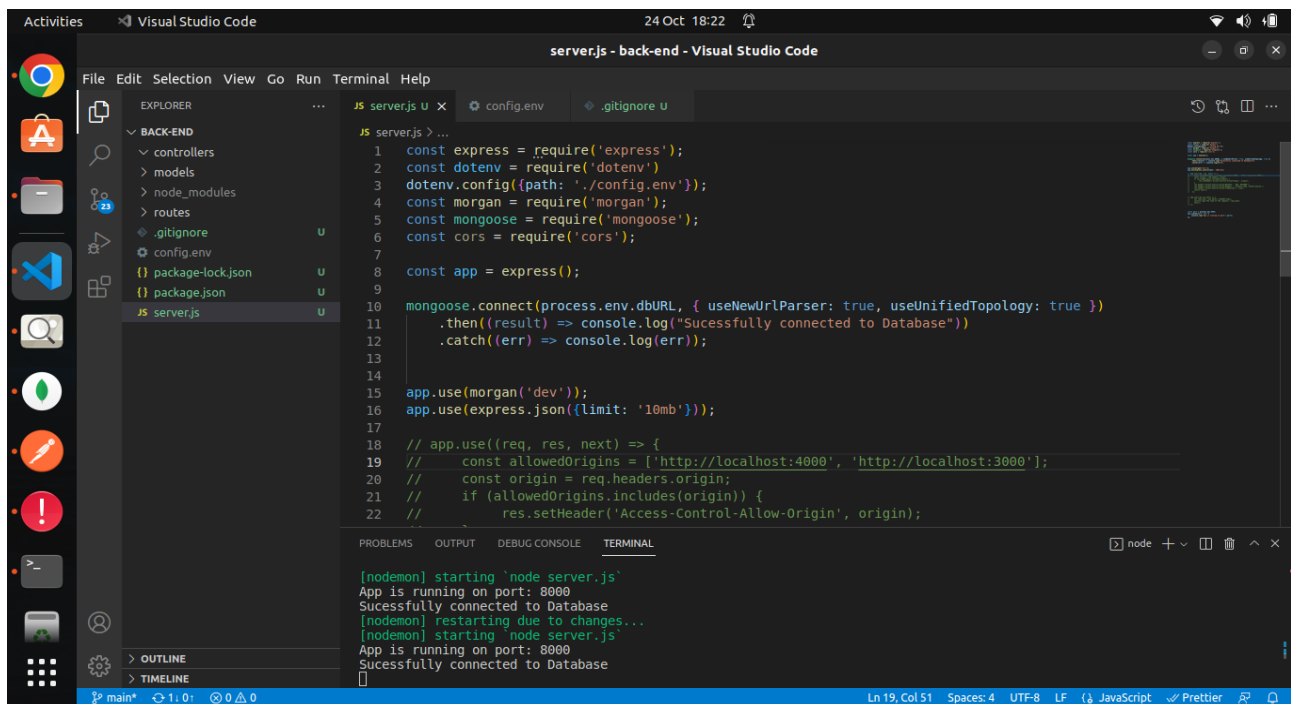 Activities Visual Studio Code 24 Oct 18:22
server.js - back-end - Visual Studio Code
File Edit Selection View Go Run Terminal Help
EXPLORER ...
BACK-END
controllers
models
node_modules
routes
.gitignore U
config.env
{} package-lock.json U
{} package.json U
JS server.js U
OUTLINE
TIMELINE
23
JS server.js U config.env .gitignore U
JS server.js > ...
1 const express = require('express');
2 const dotenv = require('dotenv')
3 dotenv.config({path: './config.env'});
4 const morgan = require('morgan');
5 const mongoose = require('mongoose');
6 const cors = require('cors');
7
8 const app = express();
9
10 mongoose.connect(process.env.dbURL, { useNewUrlParser: true, useUnifiedTopology: true })
11 .then((result) => console.log("Sucessfully connected to Database"))
12 .catch((err) => console.log(err));
13
14
15 app.use(morgan('dev'));
16 app.use(express.json({limit: '10mb'}));
17
18 // app.use((req, res, next) => {
19 // const allowedOrigins = ['http://localhost:4000', 'http://localhost:3000'];
20 // const origin = req.headers.origin;
21 // if (allowedOrigins.includes(origin)) {
22 // res.setHeader('Access-Control-Allow-Origin', origin);
PROBLEMS OUTPUT DEBUG CONSOLE TERMINAL node
[nodemon] starting `node server.js`
App is running on port: 8000
Sucessfully connected to Database
[nodemon] restarting due to changes...
[nodemon] starting `node server.js`
App is running on port: 8000
Sucessfully connected to Database
main* 1↓ 0↑ 0 0 Ln 19, Col 51 Spaces: 4 UTF-8 LF JavaScript Prettier